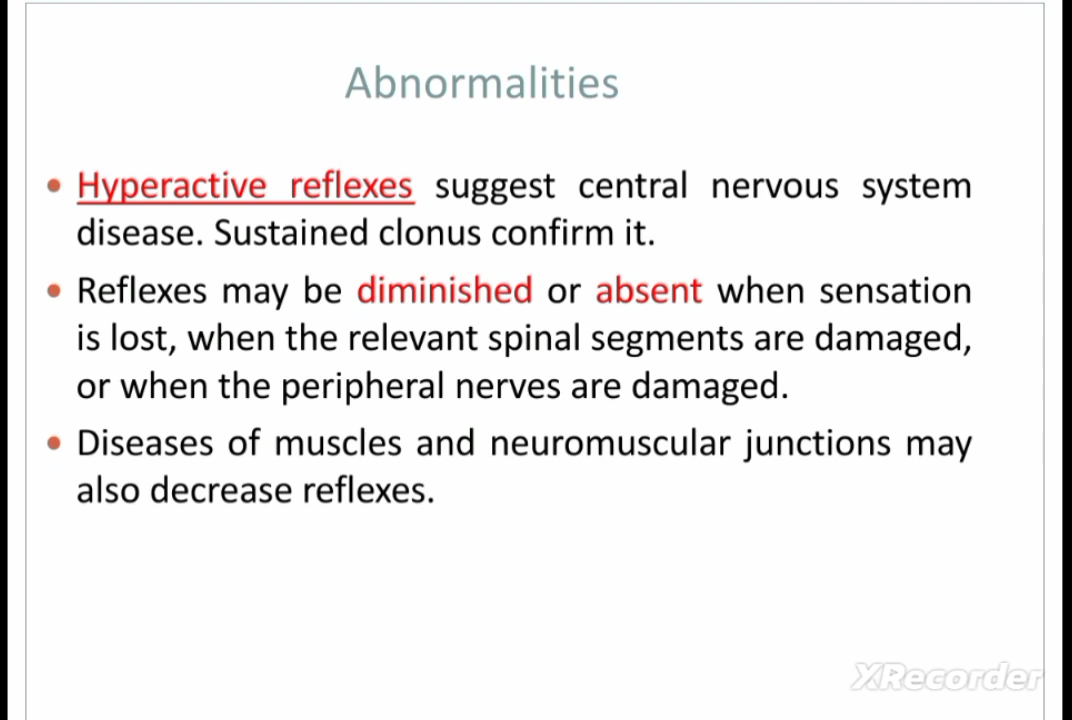 Abnormalities
• Hyperactive reflexes suggest central nervous system
disease. Sustained clonus confirm it.
• Reflexes may be diminished or absent when sensation
is lost, when the relevant spinal segments are damaged,
or when the peripheral nerves are damaged.
• Diseases of muscles and neuromuscular junctions may
also decrease reflexes.
XRecorder